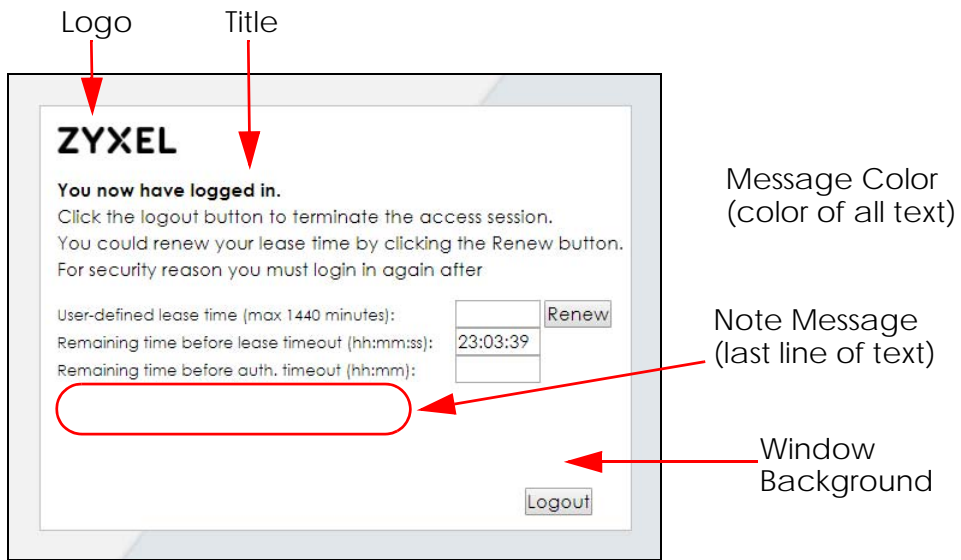 Logo Title
ZYXEL
You now have logged in.
Click the logout button to terminate the access session.
You could renew your lease time by clicking the Renew button.
For security reason you must login in again after
Message Color
(color of all text)
User-defined lease time (max 1440 minutes): Renew
Remaining time before lease timeout (hh:mm:ss): 23:03:39
Remaining time before auth. timeout (hh:mm):
Note Message
(last line of text)
Window
Background
Logout